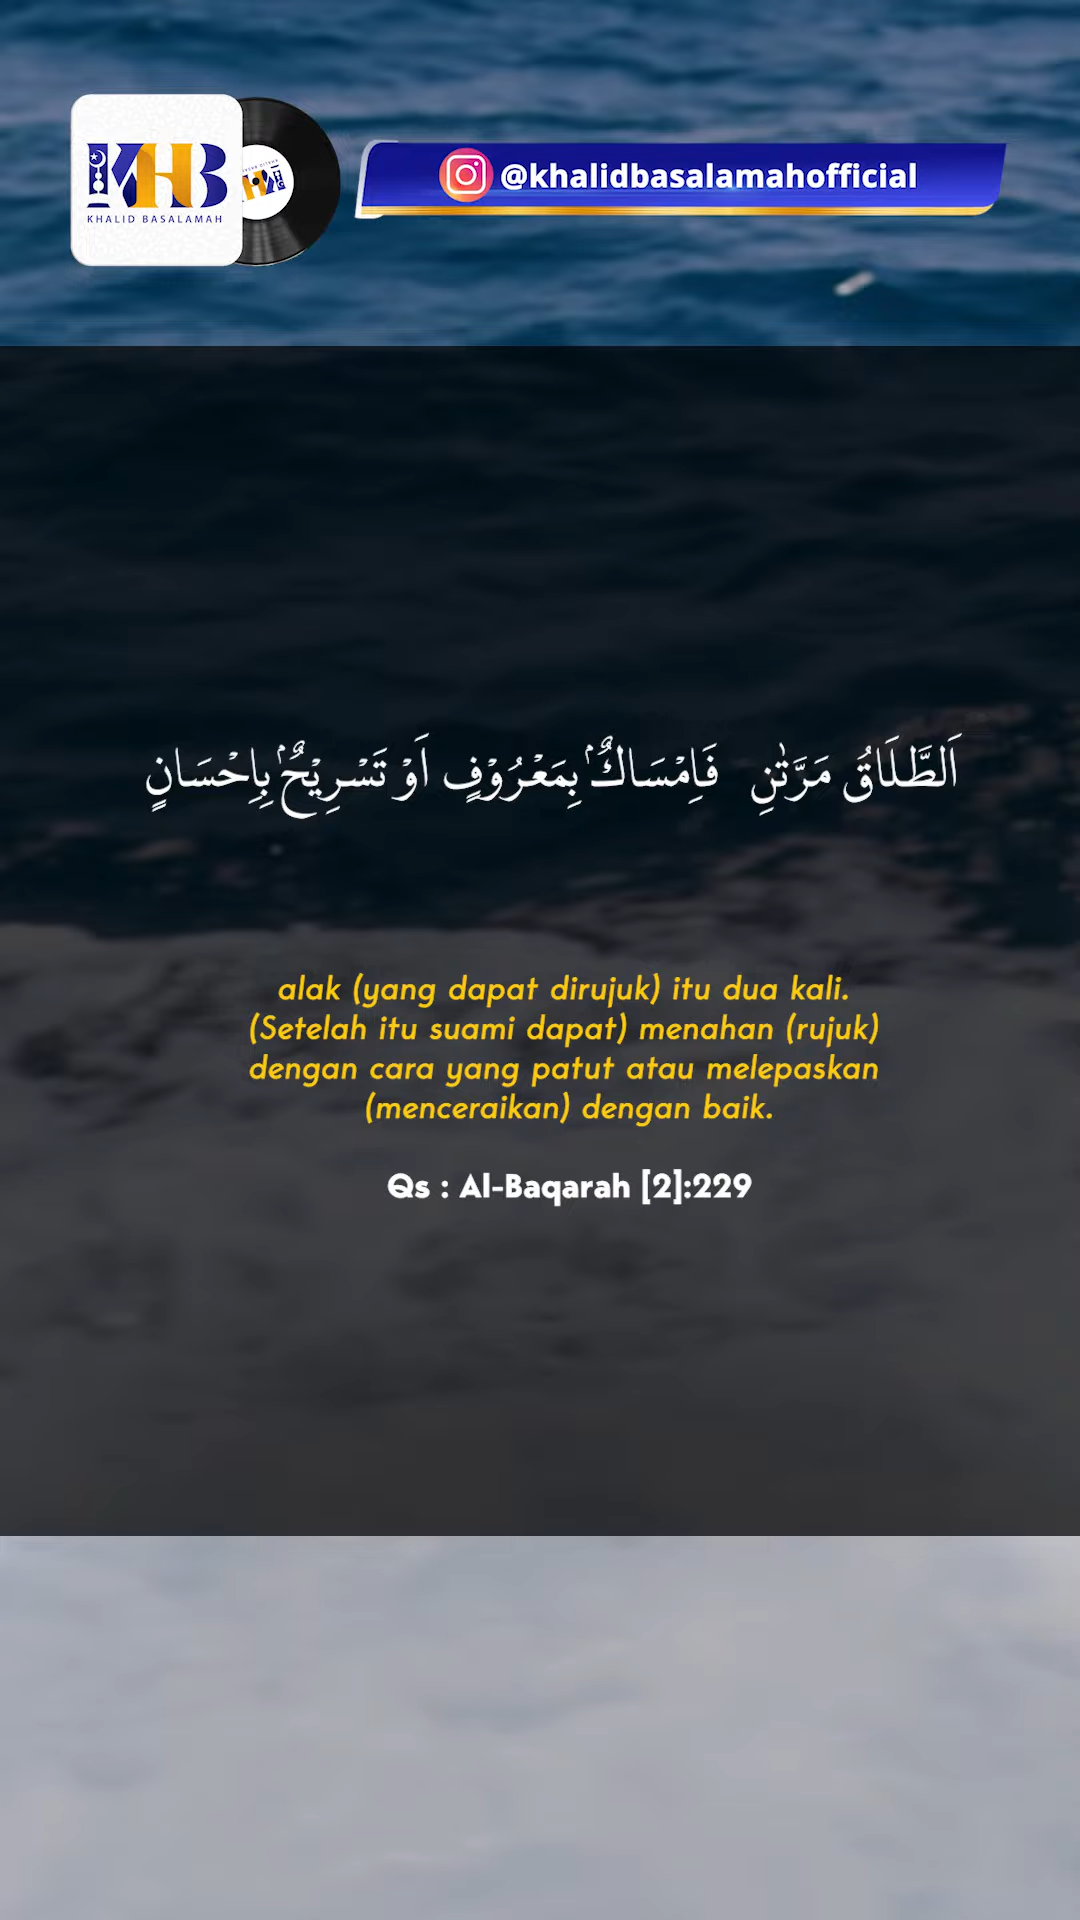 KHB
KHALID BASALAMAH
@khalidbasalamahofficial
اَلطَّلَاقُ مَرَّتٰنِ فَاِمْسَاكٌۢ بِمَعْرُوْفٍ اَوْ تَسْرِيْحٌۢ بِاِحْسَانٍ
alak (yang dapat dirujuk) itu dua kali.
(Setelah itu suami dapat) menahan (rujuk)
dengan cara yang patut atau melepaskan
(menceraikan) dengan baik.
Qs : Al-Baqarah [2]:229